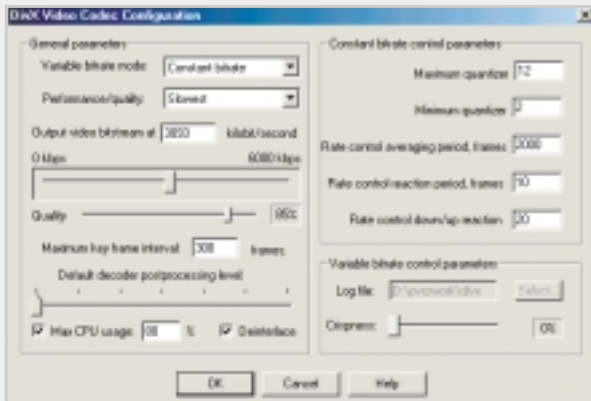 DivX Video Codec Configuration
General parameters
Variable bitrate mode: Constant bitrate
Performance/quality: Slowest
Output video bitstream at kilobit/second
0 kbps 6000 kbps
Quality 85%
Maximum key frame interval: 300 frames
Default decoder postprocessing level:
Max CPU usage: % Deinterlace
Constant bitrate control parameters
Maximum quantizer 12
Minimum quantizer 2
Rate control averaging period, frames 2000
Rate control reaction period, frames 10
Rate control down/up reaction 20
Variable bitrate control parameters
Log file: Select...
Crispness: 0%
OK Cancel Help